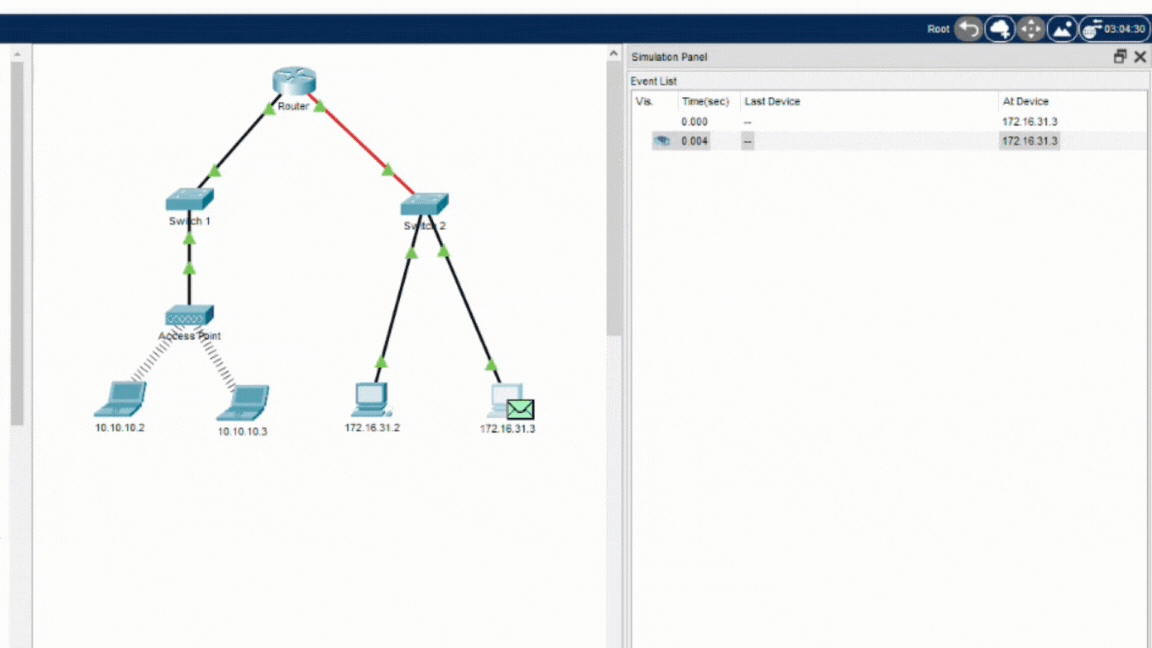 Root 03:04:30
Simulation Panel
Event List
Vis. Time(sec) Last Device At Device
0.000 -- 172.16.31.3
0.004 -- 172.16.31.3
Router
Switch 1
Switch 2
Access Point
10.10.10.2
10.10.10.3
172.16.31.2
172.16.31.3